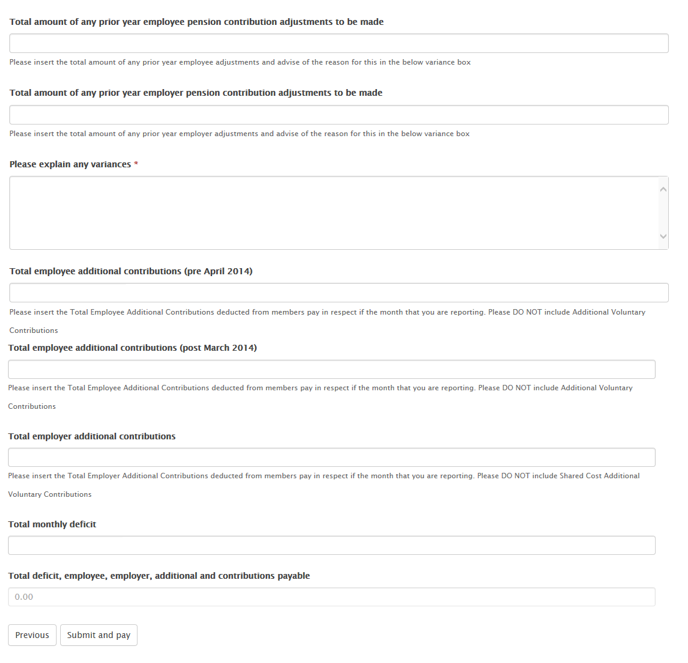 Total amount of any prior year employee pension contribution adjustments to be made
Please insert the total amount of any prior year employee adjustments and advise of the reason for this in the below variance box
Total amount of any prior year employer pension contribution adjustments to be made
Please insert the total amount of any prior year employer adjustments and advise of the reason for this in the below variance box
Please explain any variances *
Total employee additional contributions (pre April 2014)
Please insert the Total Employee Additional Contributions deducted from members pay in respect if the month that you are reporting. Please DO NOT include Additional Voluntary
Contributions
Total employee additional contributions (post March 2014)
Please insert the Total Employee Additional Contributions deducted from members pay in respect if the month that you are reporting. Please DO NOT include Additional Voluntary
Contributions
Total employer additional contributions
Please insert the Total Employer Additional Contributions deducted from members pay in respect if the month that you are reporting. Please DO NOT include Shared Cost Additional
Voluntary Contributions
Total monthly deficit
Total deficit, employee, employer, additional and contributions payable
0.00
Previous Submit and pay